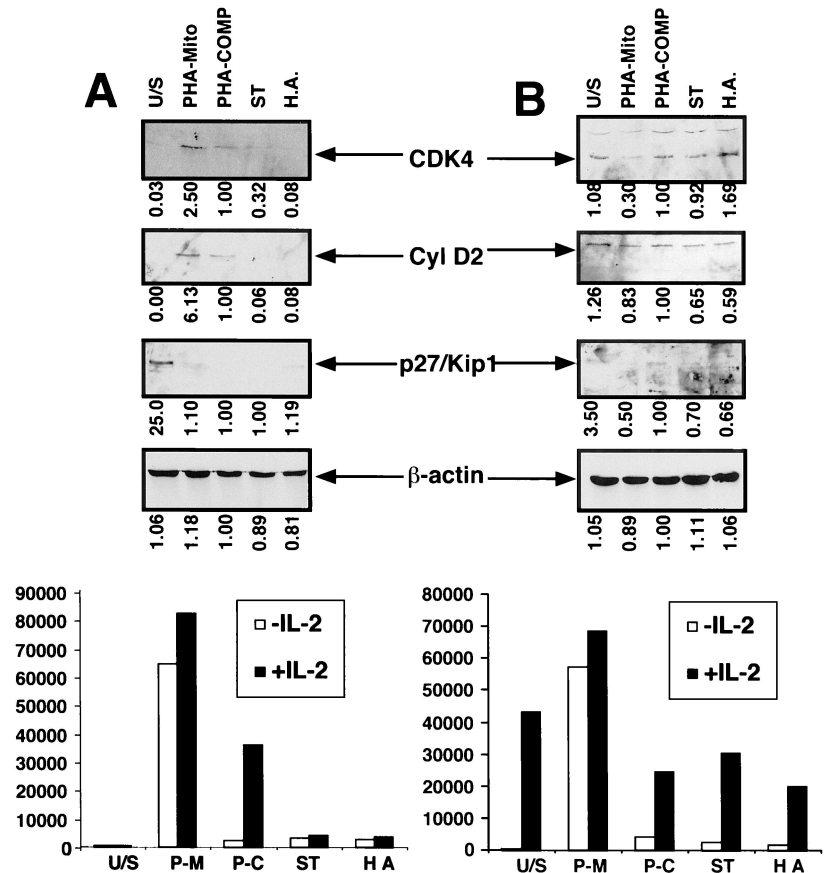 A
U/S PHA-Mito PHA-COMP ST H.A.
B
U/S PHA-Mito PHA-COMP ST H.A.
CDK4
0.03 2.50 1.00 0.32 0.08
1.08 0.30 1.00 0.92 1.69
Cyl D2
0.00 6.13 1.00 0.06 0.08
1.26 0.83 1.00 0.65 0.59
p27/Kip1
25.0 1.10 1.00 1.00 1.19
3.50 0.50 1.00 0.70 0.66
β-actin
1.06 1.18 1.00 0.89 0.81
1.05 0.89 1.00 1.11 1.06
90000
80000
70000
60000
50000
40000
30000
20000
10000
0
-IL-2
+IL-2
U/S P-M P-C ST H A
80000
70000
60000
50000
40000
30000
20000
10000
0
-IL-2
+IL-2
U/S P-M P-C ST H A